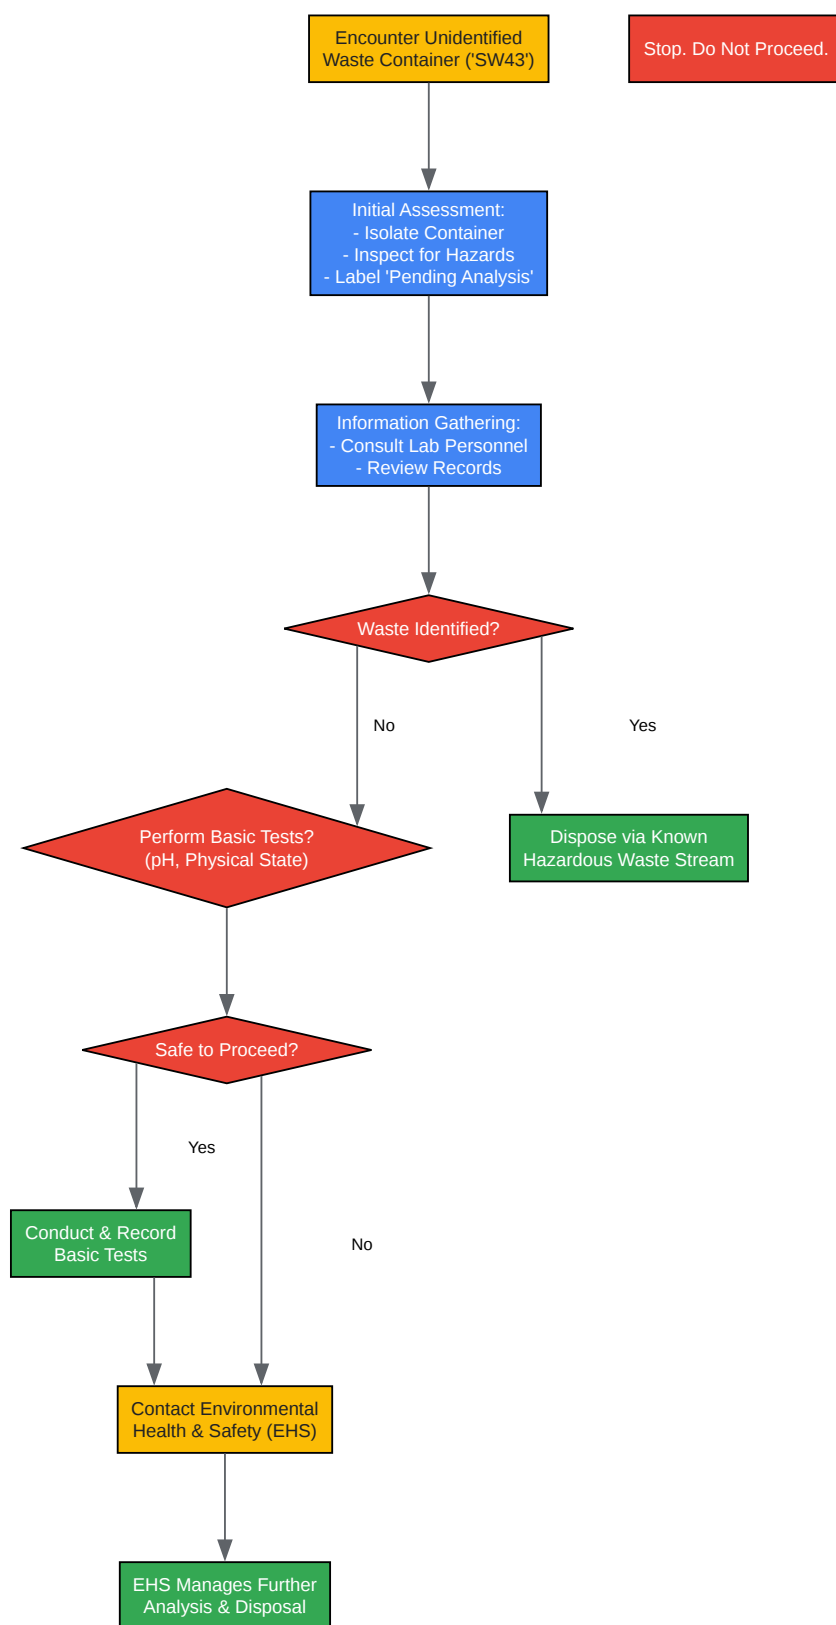 Encounter Unidentified
Waste Container ('SW43')
Stop. Do Not Proceed.
Initial Assessment:
- Isolate Container
- Inspect for Hazards
- Label 'Pending Analysis'
Information Gathering:
- Consult Lab Personnel
- Review Records
Waste Identified?
No
Yes
Perform Basic Tests?
(pH, Physical State)
Dispose via Known
Hazardous Waste Stream
Safe to Proceed?
Yes
Conduct & Record
Basic Tests
No
Contact Environmental
Health & Safety (EHS)
EHS Manages Further
Analysis & Disposal